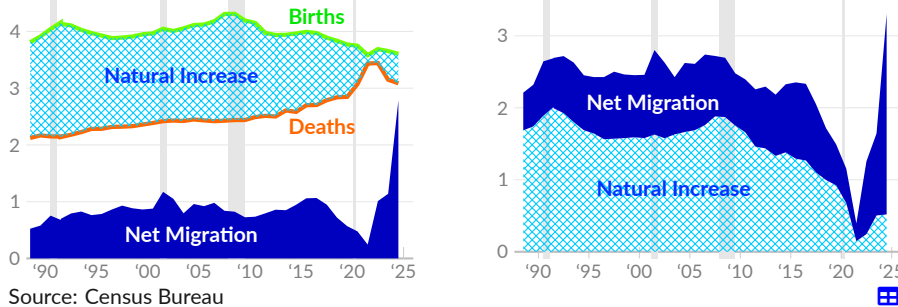 4
3
2
1
0
Births
Natural Increase
Deaths
Net Migration
‘90 ‘95 ‘00 ‘05 ‘10 ‘15 ‘20 ‘25
3
2
1
0
Net Migration
Natural Increase
‘90 ‘95 ‘00 ‘05 ‘10 ‘15 ‘20 ‘25
Source: Census Bureau